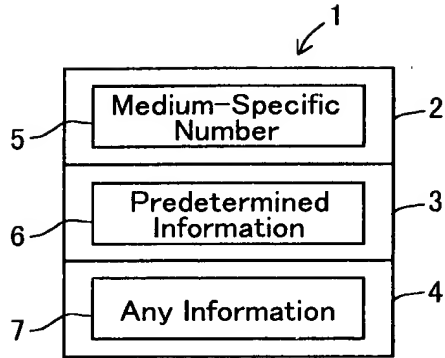 1
Medium-Specific
Number
5
2
Predetermined
Information
6
3
Any Information
7
4